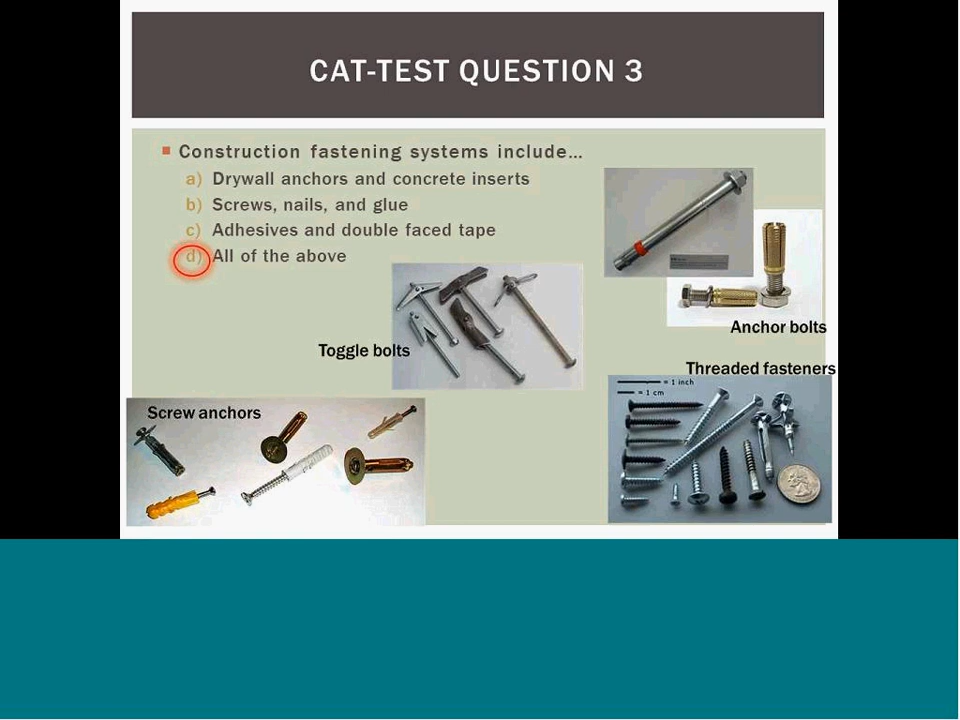 CAT-TEST QUESTION 3
Construction fastening systems include…
a) Drywall anchors and concrete inserts
b) Screws, nails, and glue
c) Adhesives and double faced tape
d) All of the above
Anchor bolts
Toggle bolts
Threaded fasteners
= 1 inch
= 1 cm
Screw anchors